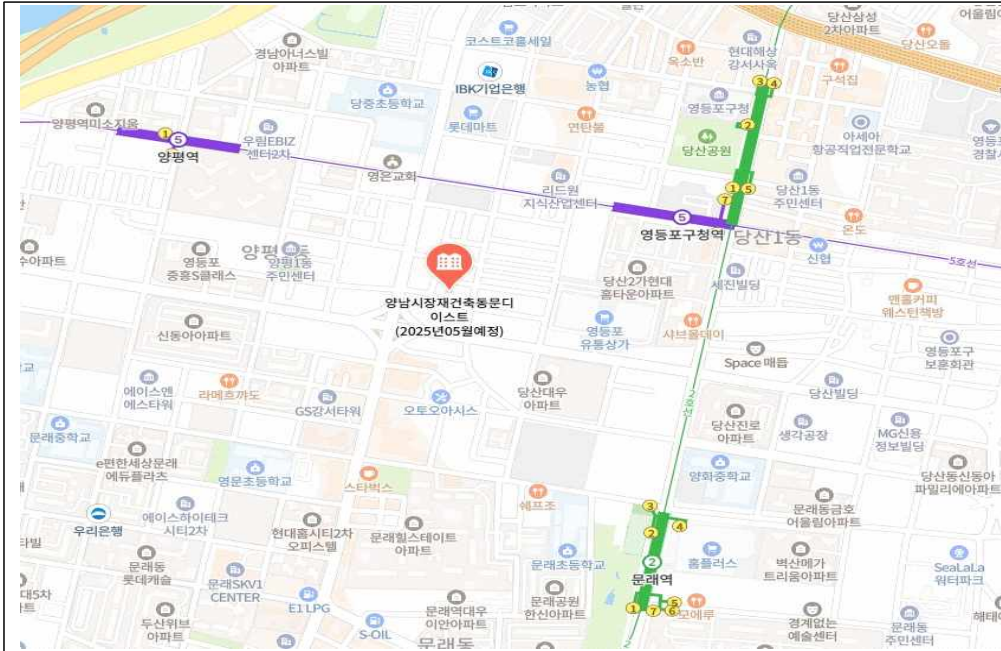 코스트코홀세일
당산삼성
2차아파트
어울림
당산오돌
경남아너스빌
아파트
현대해상
강서사옥
옥소반
구석집
IBK기업은행
농협
당중초등학교
영등포구청
양평역미소지움
롯데마트
연탄불
아세아
항공직업전문학교
영등포
경찰서
우림EBIZ
센터2차
당산공원
양평역
영은교회
리드원
지식산업센터
당산1동
주민센터
영등포구청역
당산1동
온도
신협
5호선
수아파트
영등포
중흥S클래스
양평1동
주민센터
당산2가현대
홈타운아파트
세진빌딩
맨홀커피
웨스턴책방
양남시장재건축동문디
이스트
(2025년05월예정)
신동아아파트
영등포
유통상가
샤브올데이
영등포구
보훈회관
Space 매듭
에이스엔
에스타워
라메흐까도
GS강서타워
오토오아시스
당산대우
아파트
당산빌딩
2호선
당산진로
아파트
생각공장
MG신용
정보빌딩
문래중학교
e편한세상문래
에듀플라츠
영문초등학교
스타벅스
양화중학교
당산동신동아
파밀리에아파트
우리은행
에이스하이테크
시티2차
현대홈시티2차
오피스텔
문래힐스테이트
아파트
쉐프조
문래동금호
어울림아파트
문래동
롯데캐슬
문래SKV1
CENTER
문래초등학교
홈플러스
벽산메가
트리움아파트
SeaLaLa
워터파크
문래역
대5차
두산위브
아파트
E1 LPG
문래역대우
이안아파트
문래공원
한신아파트
모에루
경계없는
예술센터
문래동
주민센터
해태
S-OIL
문래동